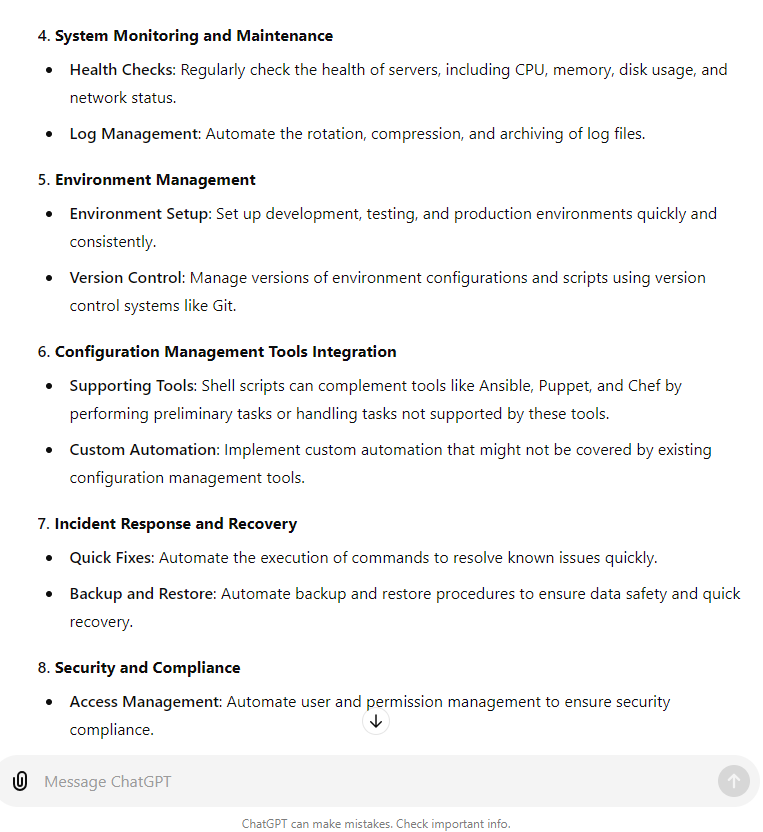 4. System Monitoring and Maintenance
• Health Checks: Regularly check the health of servers, including CPU, memory, disk usage, and
network status.
• Log Management: Automate the rotation, compression, and archiving of log files.
5. Environment Management
• Environment Setup: Set up development, testing, and production environments quickly and
consistently.
• Version Control: Manage versions of environment configurations and scripts using version
control systems like Git.
6. Configuration Management Tools Integration
• Supporting Tools: Shell scripts can complement tools like Ansible, Puppet, and Chef by
performing preliminary tasks or handling tasks not supported by these tools.
• Custom Automation: Implement custom automation that might not be covered by existing
configuration management tools.
7. Incident Response and Recovery
• Quick Fixes: Automate the execution of commands to resolve known issues quickly.
• Backup and Restore: Automate backup and restore procedures to ensure data safety and quick
recovery.
8. Security and Compliance
• Access Management: Automate user and permission management to ensure security
compliance.
Message ChatGPT
ChatGPT can make mistakes. Check important info.